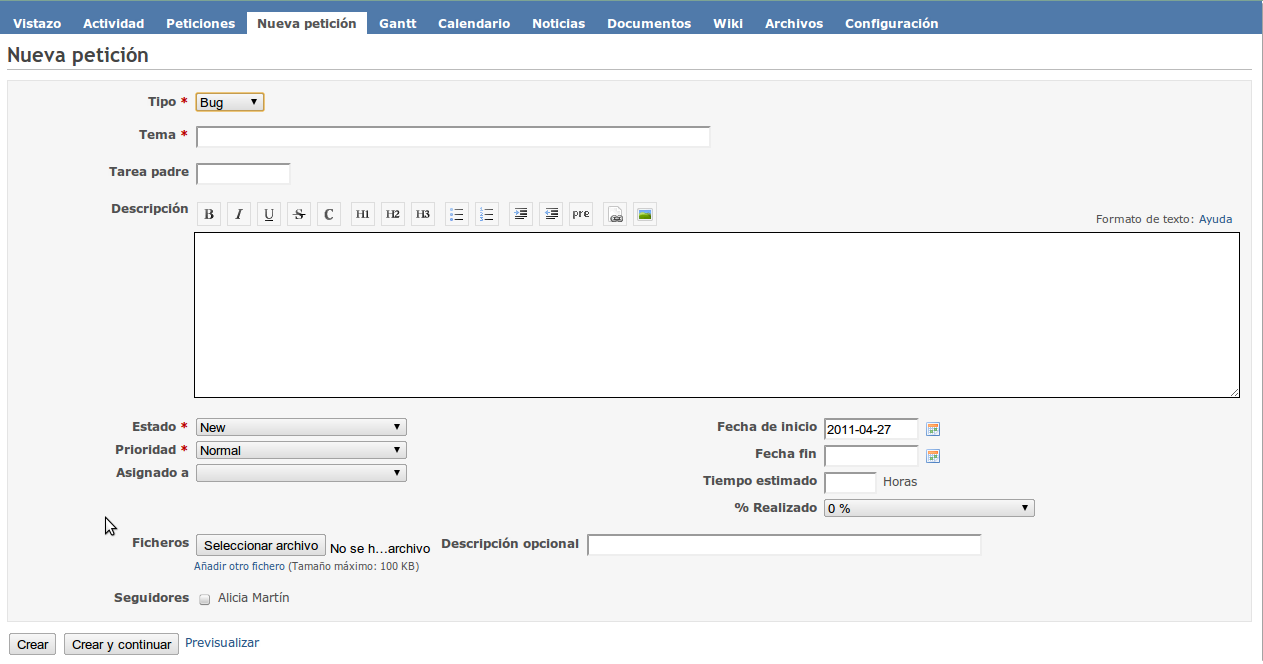 Vistazo Actividad Peticiones Nueva petición Gantt Calendario Noticias Documentos Wiki Archivos Configuración
Nueva petición
Tipo * Bug
Tema *
Tarea padre
Descripción B I U S C H1 H2 H3 pre
Formato de texto: Ayuda
Estado * New
Prioridad * Normal
Asignado a
Fecha de inicio 2011-04-27
Fecha fin
Tiempo estimado Horas
% Realizado 0 %
Ficheros Seleccionar archivo No se h...archivo Descripción opcional
Añadir otro fichero (Tamaño máximo: 100 KB)
Seguidores Alicia Martín
Crear Crear y continuar Previsualizar